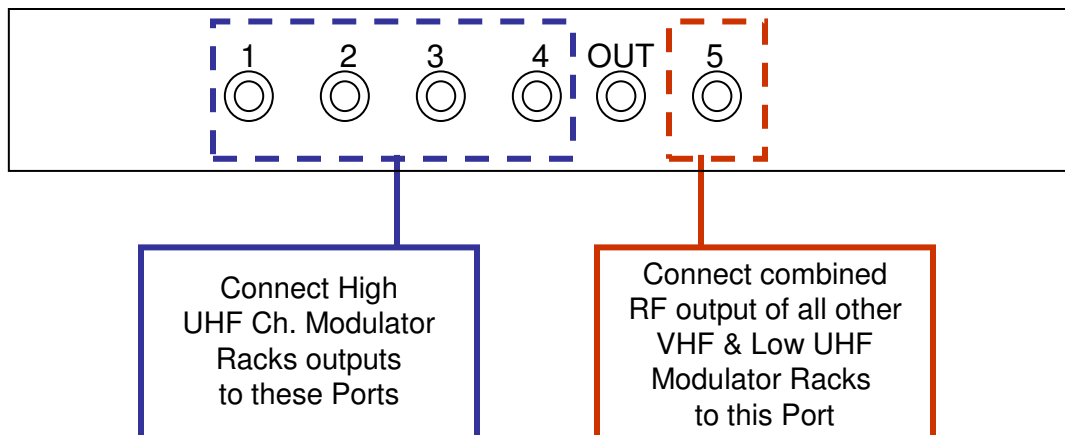 1 2 3 4 OUT 5
Connect High
UHF Ch. Modulator
Racks outputs
to these Ports
Connect combined
RF output of all other
VHF & Low UHF
Modulator Racks
to this Port